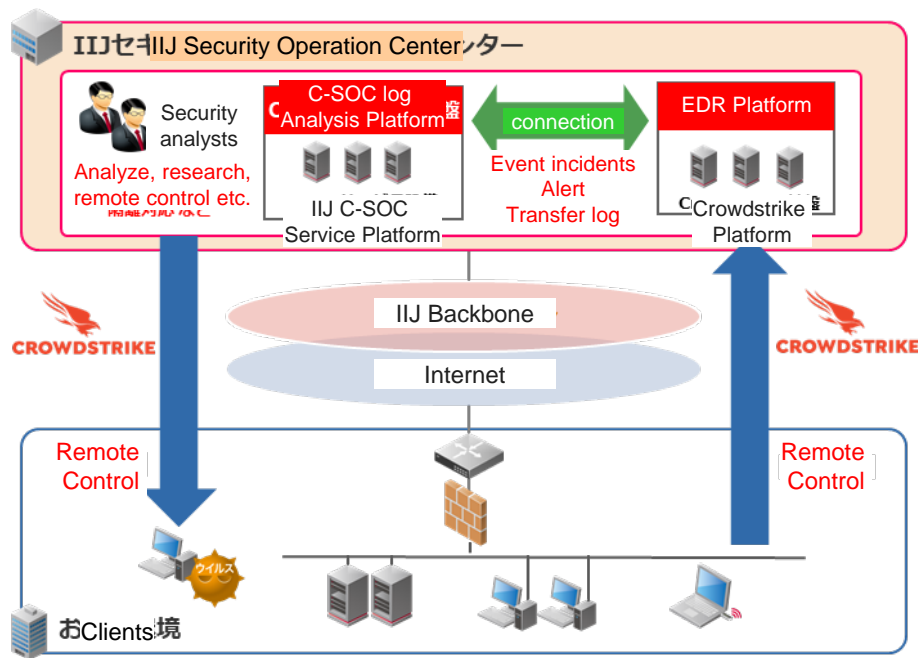 IIJセキIIJ Security Operation Centerンター
Security
analysts
Analyze, research,
remote control etc.
C-SOC log
Analysis Platform
盤
IIJ C-SOC
Service Platform
connection
Event incidents
Alert
Transfer log
EDR Platform
盤
Crowdstrike
Platform
CROWDSTRIKE
CROWDSTRIKE
IIJ Backbone
Internet
Remote
Control
Remote
Control
ウイルス
おClients境